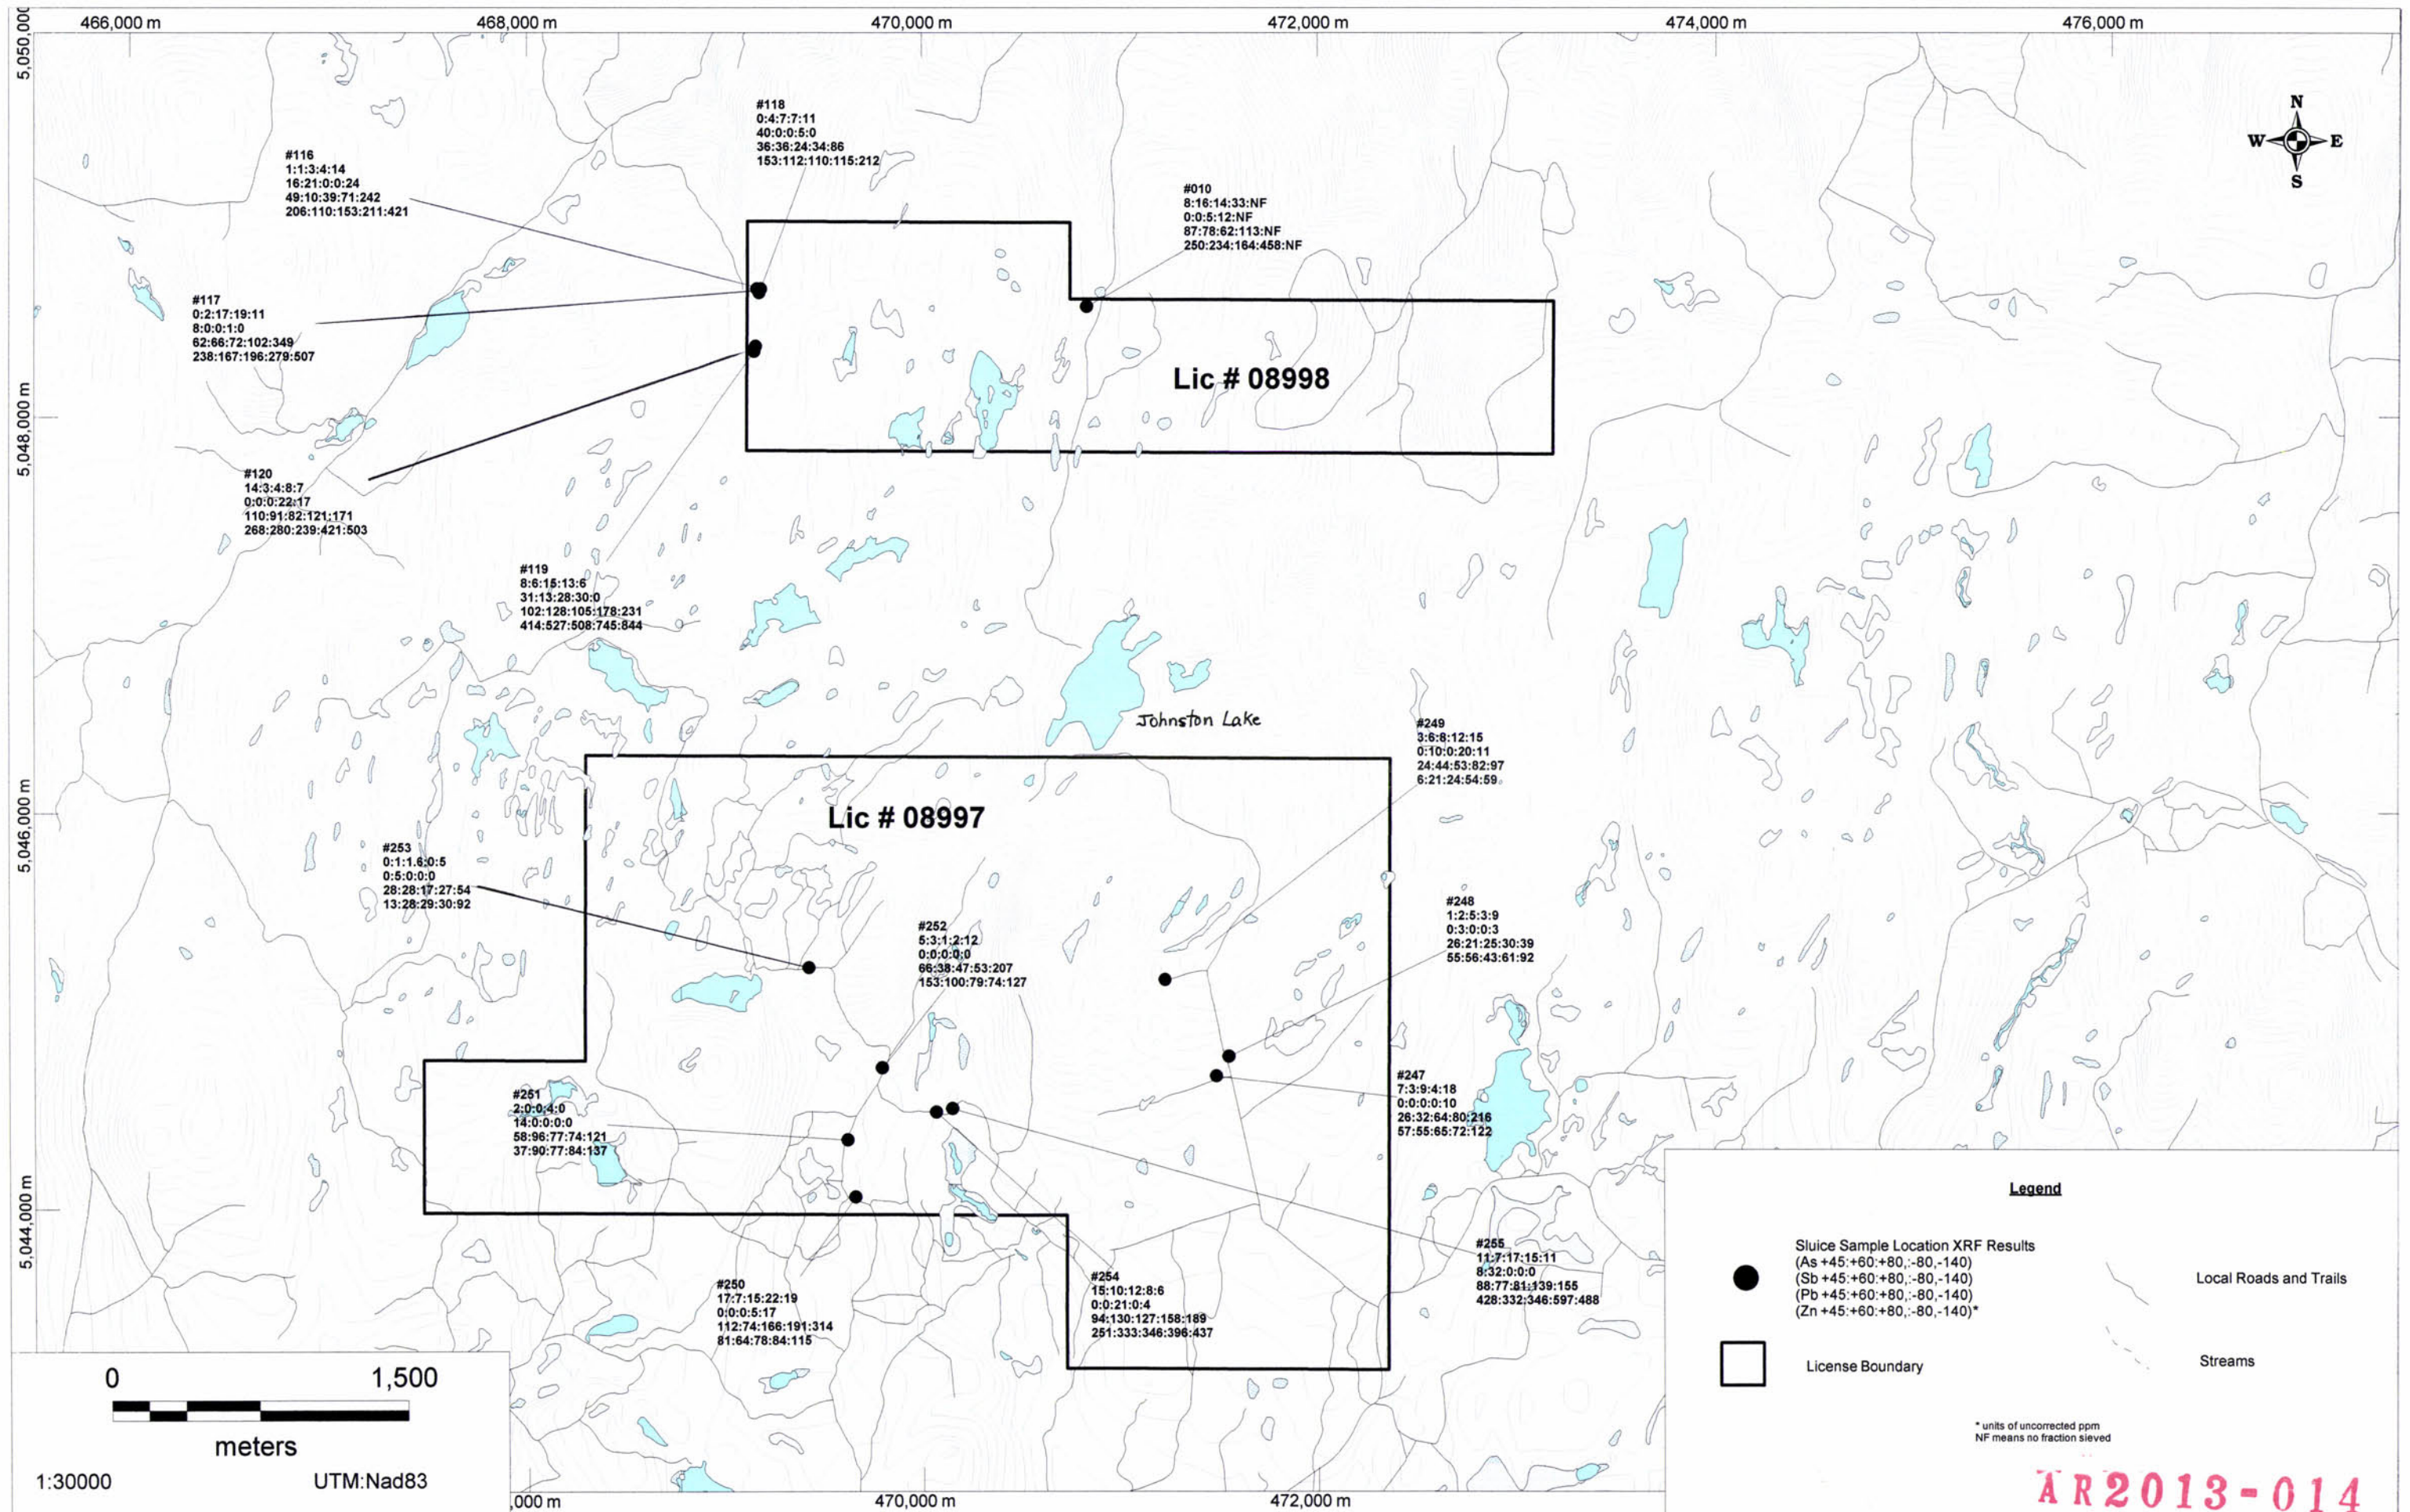 466,000 m
468,000 m
470,000 m
472,000 m
474,000 m
476,000 m
5,050,000
5,048,000 m
5,046,000 m
5,044,000 m
N
W
E
S
#118
0:4:7:7:11
40:0:0:5:0
36:36:24:34:86
153:112:110:115:212
#116
1:1:3:4:14
16:21:0:0:24
49:10:39:71:242
206:110:153:211:421
#010
8:16:14:33:NF
0:0:5:12:NF
87:78:62:113:NF
250:234:164:458:NF
#117
0:2:17:19:11
8:0:0:1:0
62:66:72:102:349
238:167:196:279:507
Lic # 08998
#120
14:3:4:8:7
0:0:0:22:17
110:91:82:121:171
268:280:239:421:503
#119
8:6:15:13:6
31:13:28:30:0
102:128:105:178:231
414:527:508:745:844
Johnston Lake
#249
3:6:8:12:15
0:10:0:20:11
24:44:53:82:97
6:21:24:54:59
Lic # 08997
#253
0:1:1.6:0:5
0:5:0:0:0
28:28:17:27:54
13:28:29:30:92
#252
5:3:1:2:12
0:0:0:0:0
66:38:47:53:207
153:100:79:74:127
#248
1:2:5:3:9
0:3:0:0:3
26:21:25:30:39
55:56:43:61:92
#247
7:3:9:4:18
0:0:0:0:10
26:32:64:80:216
57:55:65:72:122
#251
2:0:0:4:0
14:0:0:0:0
58:96:77:74:121
37:90:77:84:137
#255
11:7:17:15:11
8:32:0:0:0
88:77:81:139:155
428:332:346:597:488
#254
15:10:12:8:6
0:0:21:0:4
94:130:127:158:189
251:333:346:396:437
#250
17:7:15:22:19
0:0:0:5:17
112:74:166:191:314
81:64:78:84:115
Legend
Sluice Sample Location XRF Results
(As +45:+60:+80,:-80,-140)
(Sb +45:+60:+80,:-80,-140)
(Pb +45:+60:+80,:-80,-140)
(Zn +45:+60:+80,:-80,-140)*
Local Roads and Trails
License Boundary
Streams
* units of uncorrected ppm
NF means no fraction sieved
0 1,500
meters
1:30000 UTM:Nad83
,000 m
470,000 m
472,000 m
AR2013-014